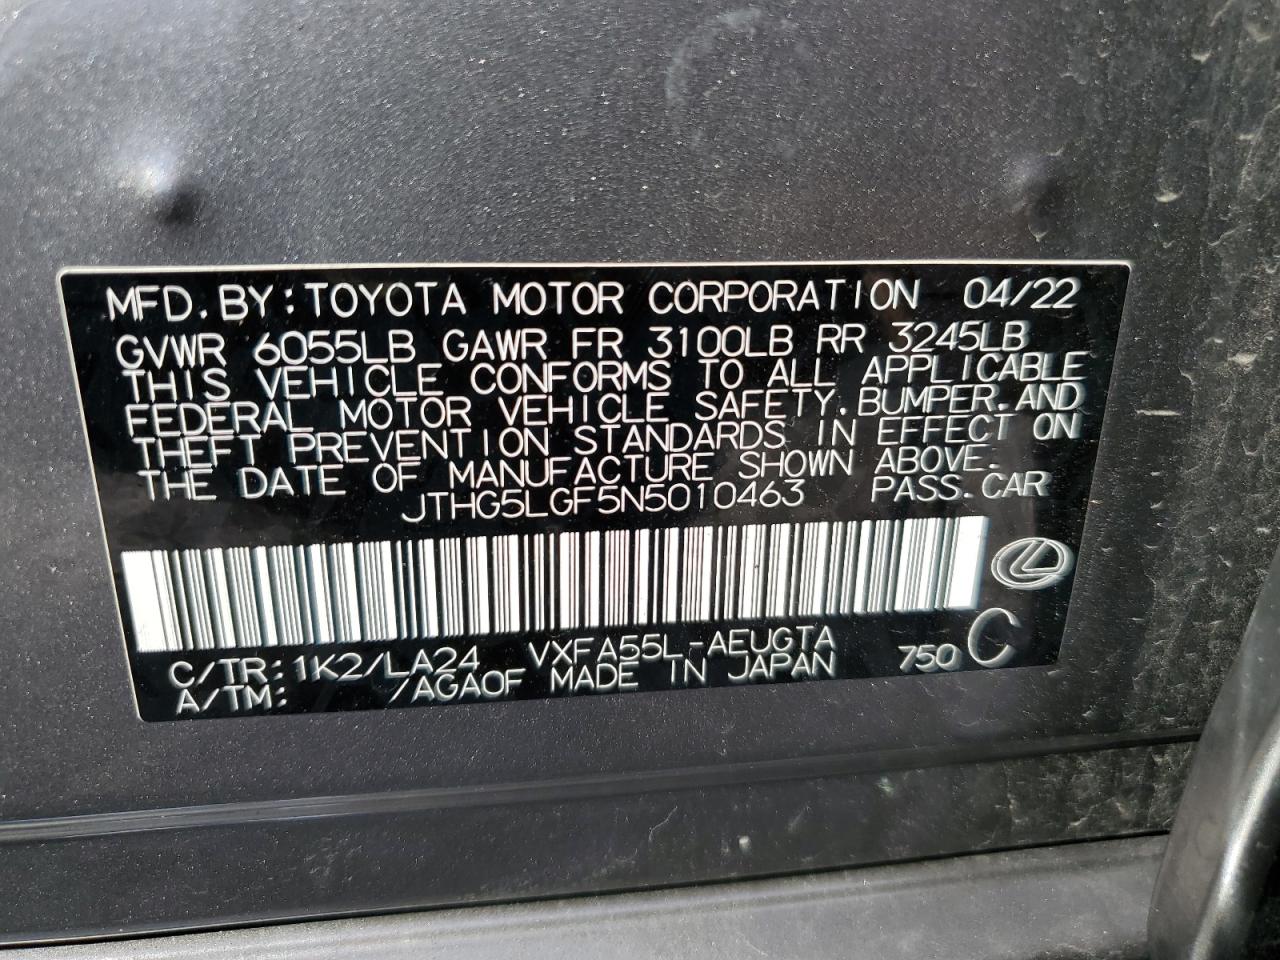 MFD.BY:TOYOTA MOTOR CORPORATION 04/22
GVWR 6055LB GAWR FR 3100LB RR 3245LB
THIS VEHICLE CONFORMS TO ALL APPLICABLE
FEDERAL MOTOR VEHICLE SAFETY.BUMPER.AND
THEFT PREVENTION STANDARDS IN EFFECT ON
THE DATE OF MANUFACTURE SHOWN ABOVE.
JTHG5LGF5N5010463 PASS.CAR
C/TR:1K2/LA24 VXFA55L-AEUGTA
A/TM: /AGA0F MADE IN JAPAN 750 C